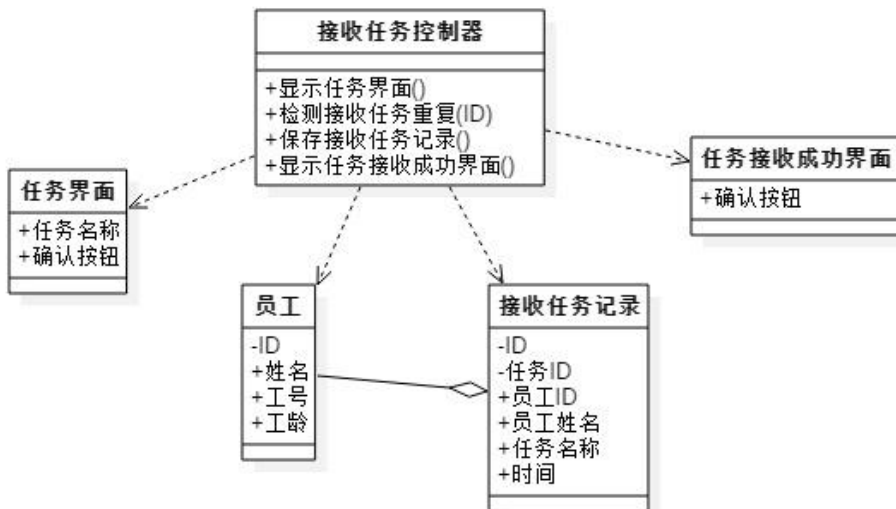 接收任务控制器
+显示任务界面()
+检测接收任务重复(ID)
+保存接收任务记录()
+显示任务接收成功界面()
任务界面
+任务名称
+确认按钮
任务接收成功界面
+确认按钮
员工
-ID
+姓名
+工号
+工龄
接收任务记录
-ID
-任务ID
+员工ID
+员工姓名
+任务名称
+时间